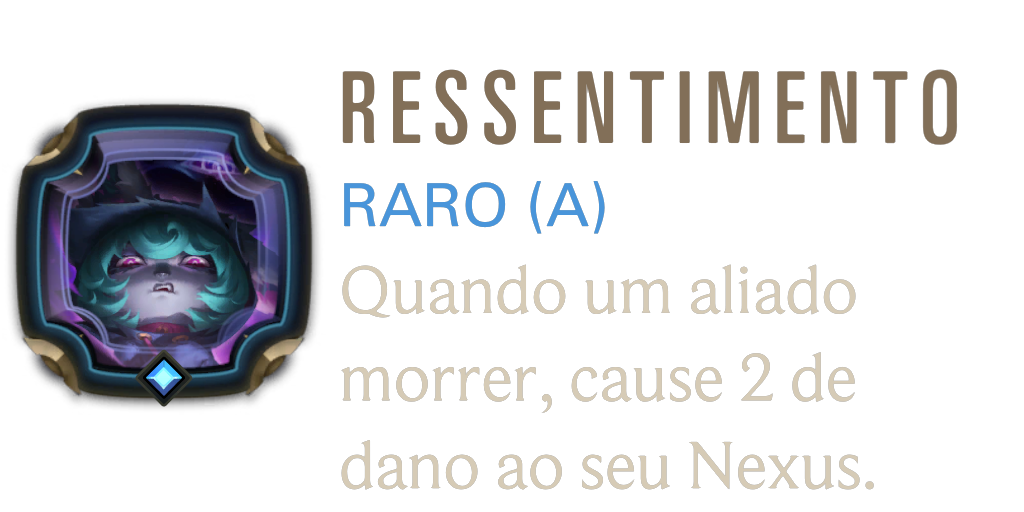 RESSENTIMENTO
RARO (A)
Quando um aliado
morrer, cause 2 de
dano ao seu Nexus.